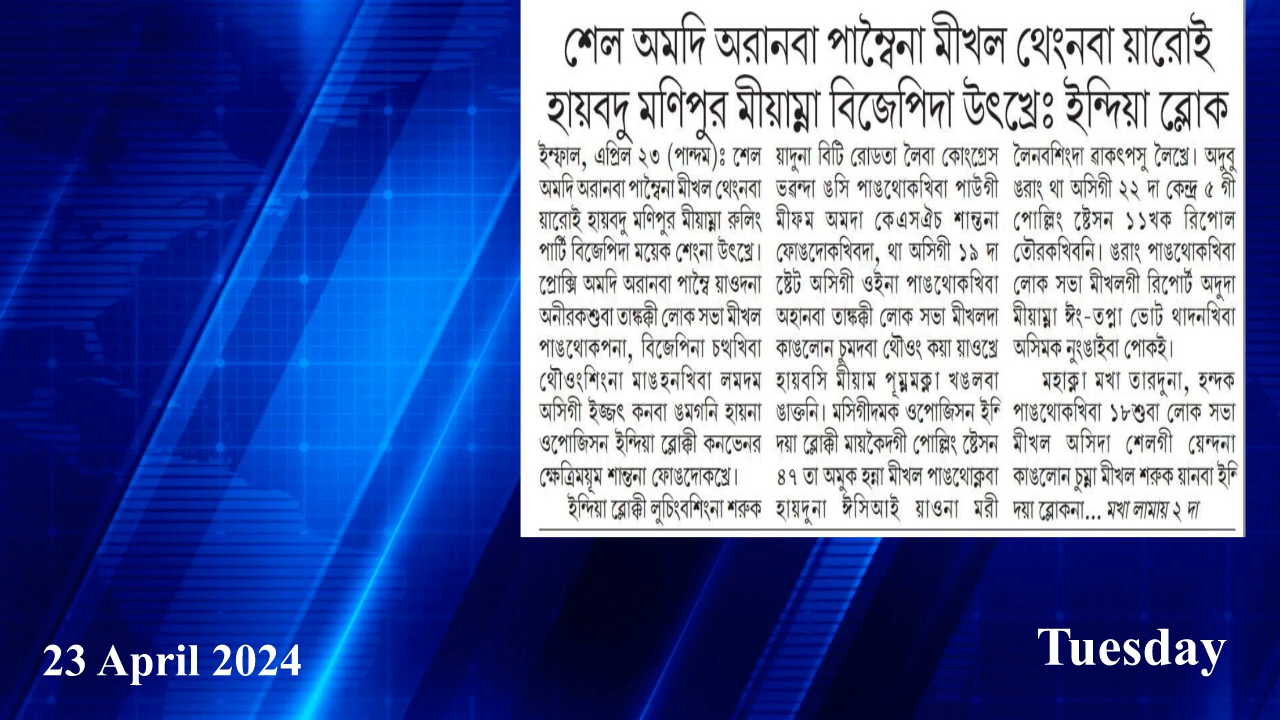 শেল অমদি অরানবা পাম্বৈনা মীখল থেংনবা য়ারোই
হায়বদু মণিপুর মীয়াম্না বিজেপিদা উৎখ্রেঃ ইন্দিয়া ব্লোক
ইম্ফাল, এপ্রিল ২৩ (পান্দম)ঃ শেল
অমদি অরানবা পাম্বৈনা মীখল থেংনবা
য়ারোই হায়বদু মণিপুর মীয়াম্না রুলিং
পার্টি বিজেপিদা ময়েক শেংনা উৎখ্রে।
প্রোক্সি অমদি অরানবা পাম্বৈ য়াওদনা
অনীরকশুবা তাঙ্কক্কী লোক সভা মীখল
পাঙথোকপনা, বিজেপিনা চত্থখিবা
থৌওংশিংনা মাঙহনখিবা লমদম
অসিগী ইজ্জৎ কনবা ঙমগনি হায়না
ওপোজিসন ইন্দিয়া ব্লোক্কী কনভেনর
ক্ষেত্রিময়ূম শান্তনা ফোঙদোকখ্রে।
ইন্দিয়া ব্লোক্কী লুচিংবশিংনা শরুক
য়াদুনা বিটি রোডতা লৈবা কোংগ্রেস
ভৱন্দা ঙসি পাঙথোকখিবা পাউগী
মীফম অমদা কেএসঐচ শান্তনা
ফোঙদোকখিবদা, থা অসিগী ১৯ দা
ষ্টেট অসিগী ওইনা পাঙথোকখিবা
অহানবা তাঙ্কক্কী লোক সভা মীখলদা
কাঙলোন চুমদবা থৌওং কয়া য়াওখ্রে
হায়বসি মীয়াম পূম্নমক্না খঙলবা
ঙাক্তনি। মসিগীদমক ওপোজিসন ইন্দি
দয়া ব্লোক্কী মায়কৈদগী পোল্লিং ষ্টেসন
৪৭ তা অমুক হন্না মীখল পাঙথোক্নবা
হায়দুনা ঈসিআই য়াওনা মরী
লৈনবশিংদা ৱাকৎপসু লৈখ্রে। অদুবু
ঙরাং থা অসিগী ২২ দা কেন্দ্র ৫ গী
পোল্লিং ষ্টেসন ১১খক রিপোল
তৌরকখিবনি। ঙরাং পাঙথোকখিবা
লোক সভা মীখলগী রিপোর্ট অদুদা
মীয়াম্না ঈং-তপ্না ভোট থাদনখিবা
অসিমক নুংঙাইবা পোকই।
মহাক্না মখা তারদুনা, হন্দক
পাঙথোকখিবা ১৮শুবা লোক সভা
মীখল অসিদা শেলগী য়েন্দনা
কাঙলোন চুম্না মীখল শরুক য়ানবা ইন্দি
দয়া ব্লোকনা... মখা লামায় ২ দা
23 April 2024
Tuesday